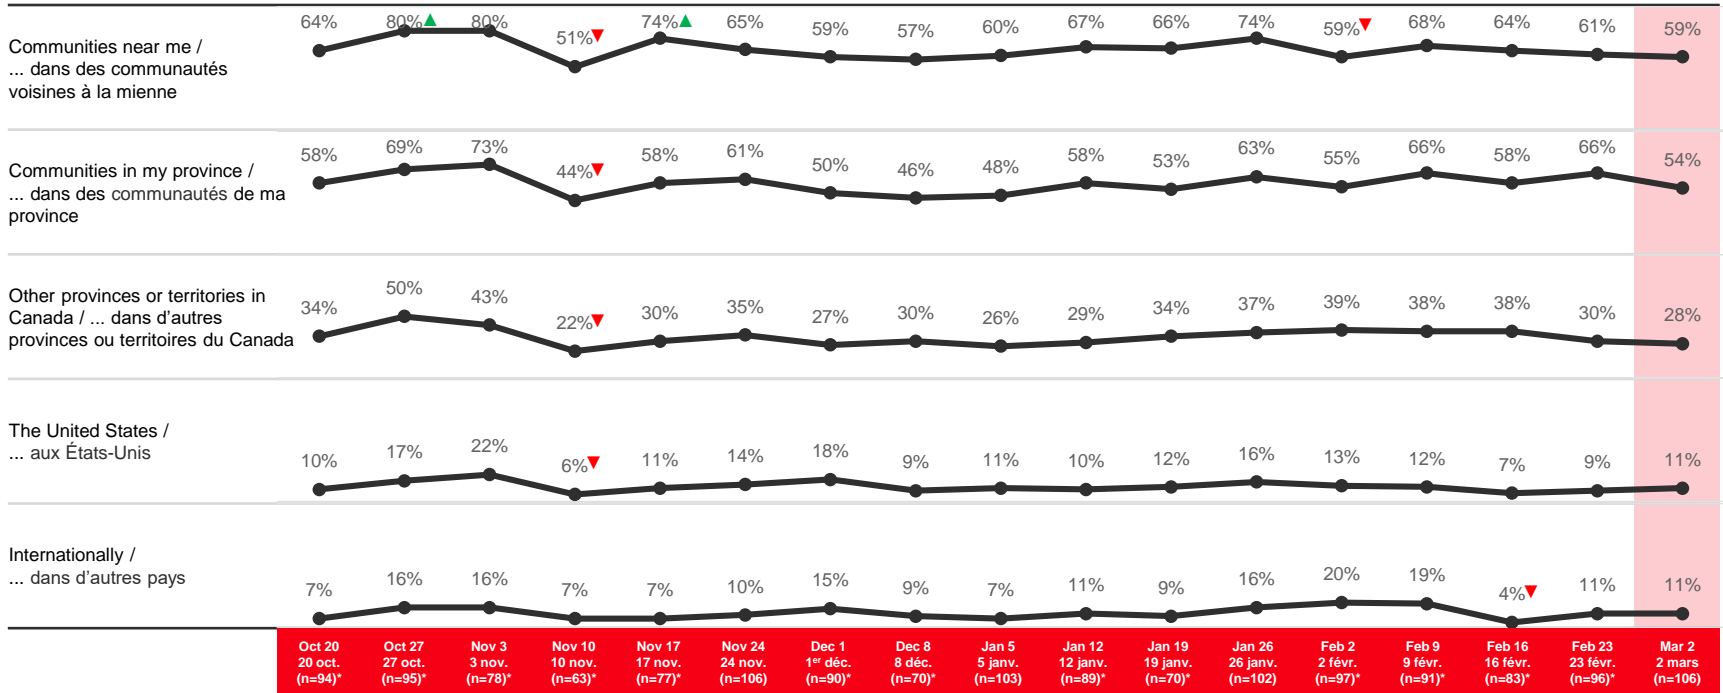 64% 80%▲ 80% 51%▼ 74%▲ 65% 59% 57% 60% 67% 66% 74% 59%▼ 68% 64% 61% 59%
Communities near me /
... dans des communautés
voisines à la mienne
58% 69% 73% 44%▼ 58% 61% 50% 46% 48% 58% 53% 63% 55% 66% 58% 66% 54%
Communities in my province /
... dans des communautés de ma
province
34% 50% 43% 22%▼ 30% 35% 27% 30% 26% 29% 34% 37% 39% 38% 38% 30% 28%
Other provinces or territories in
Canada / ... dans d'autres
provinces ou territoires du Canada
10% 17% 22% 6%▼ 11% 14% 18% 9% 11% 10% 12% 16% 13% 12% 7% 9% 11%
The United States /
... aux États-Unis
7% 16% 16% 7% 7% 10% 15% 9% 7% 11% 9% 16% 20% 19% 4%▼ 11% 11%
Internationally /
... dans d'autres pays
Oct 20 Oct 27 Nov 3 Nov 10 Nov 17 Nov 24 Dec 1 Dec 8 Jan 5 Jan 12 Jan 19 Jan 26 Feb 2 Feb 9 Feb 16 Feb 23 Mar 2
20 oct. 27 oct. 3 nov. 10 nov. 17 nov. 24 nov. 1er déc. 8 déc. 5 janv. 12 janv. 19 janv. 26 janv. 2 févr. 9 févr. 16 févr. 23 févr. 2 mars
(n=94)* (n=95)* (n=78)* (n=63)* (n=77)* (n=106) (n=90)* (n=70)* (n=103) (n=89)* (n=70)* (n=102) (n=97)* (n=91)* (n=83)* (n=96)* (n=106)